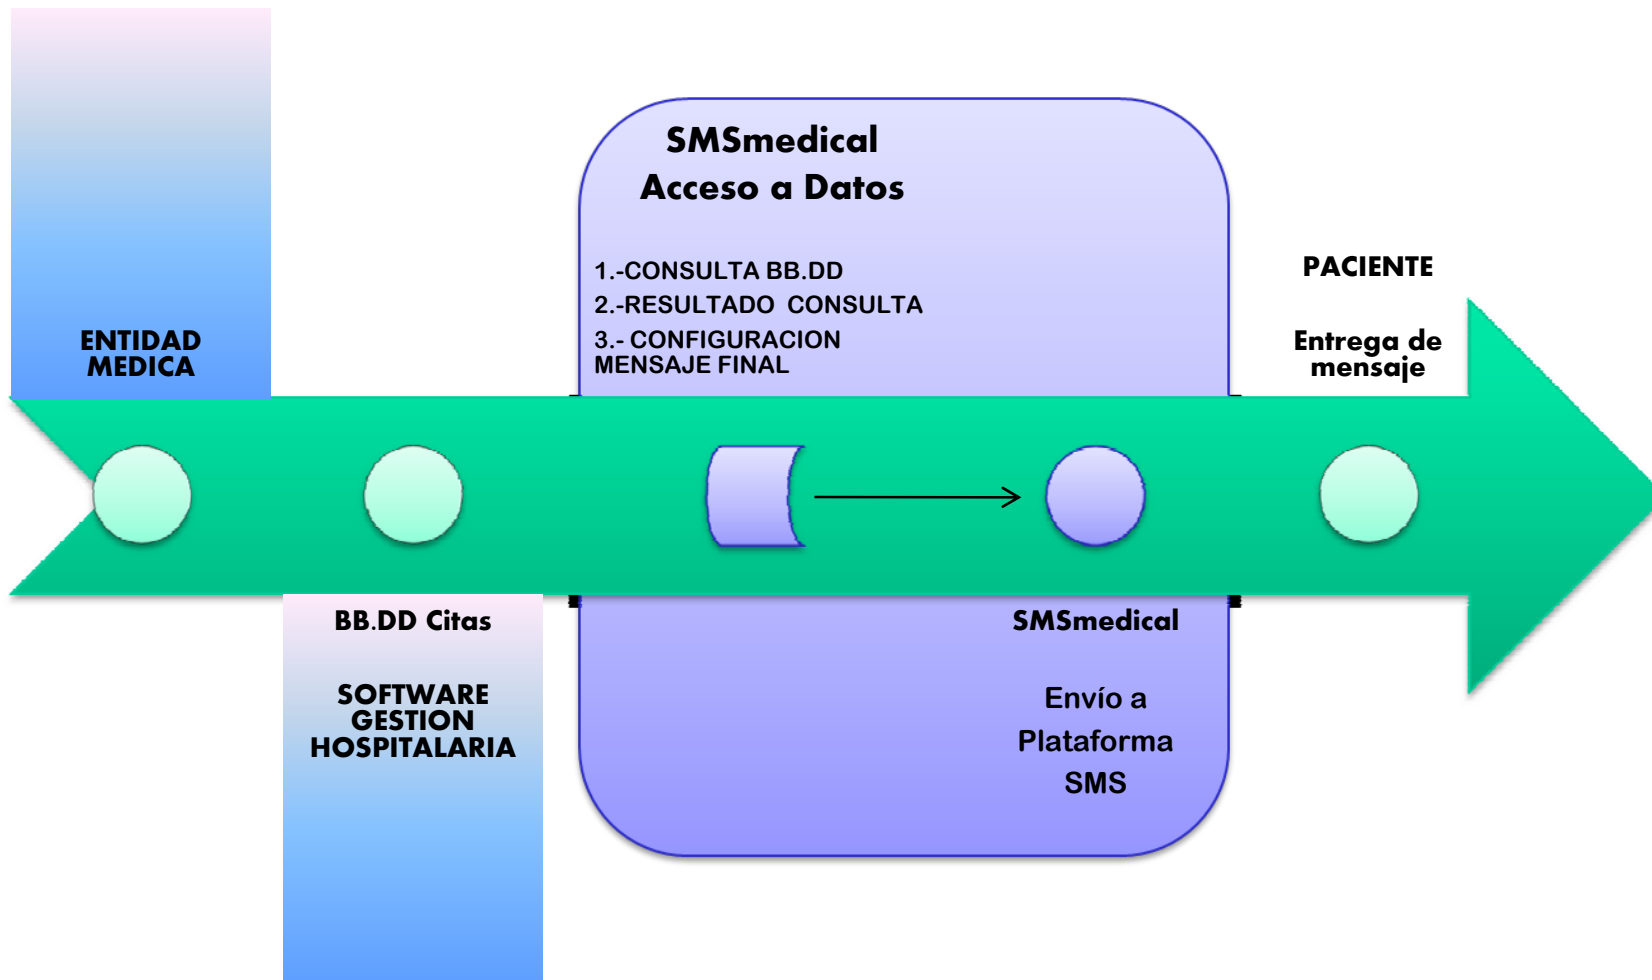 ENTIDAD
MEDICA
BB.DD Citas
SOFTWARE
GESTION
HOSPITALARIA
SMSmedical
Acceso a Datos
1.-CONSULTA BB.DD
2.-RESULTADO CONSULTA
3.- CONFIGURACION
MENSAJE FINAL
SMSmedical
Envío a
Plataforma
SMS
PACIENTE
Entrega de
mensaje